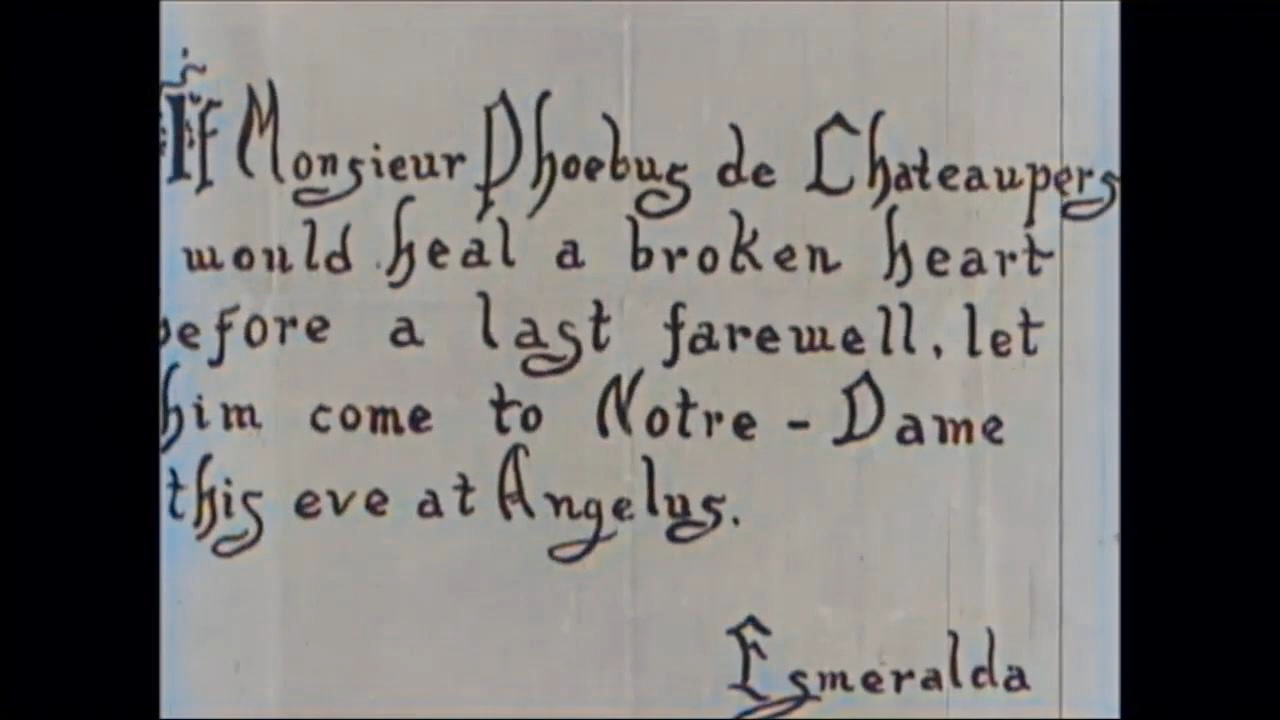 If Monsieur Phoebus de Chateaupers
would heal a broken heart
before a last farewell, let
him come to Notre-Dame
this eve at Angelus.
Esmeralda